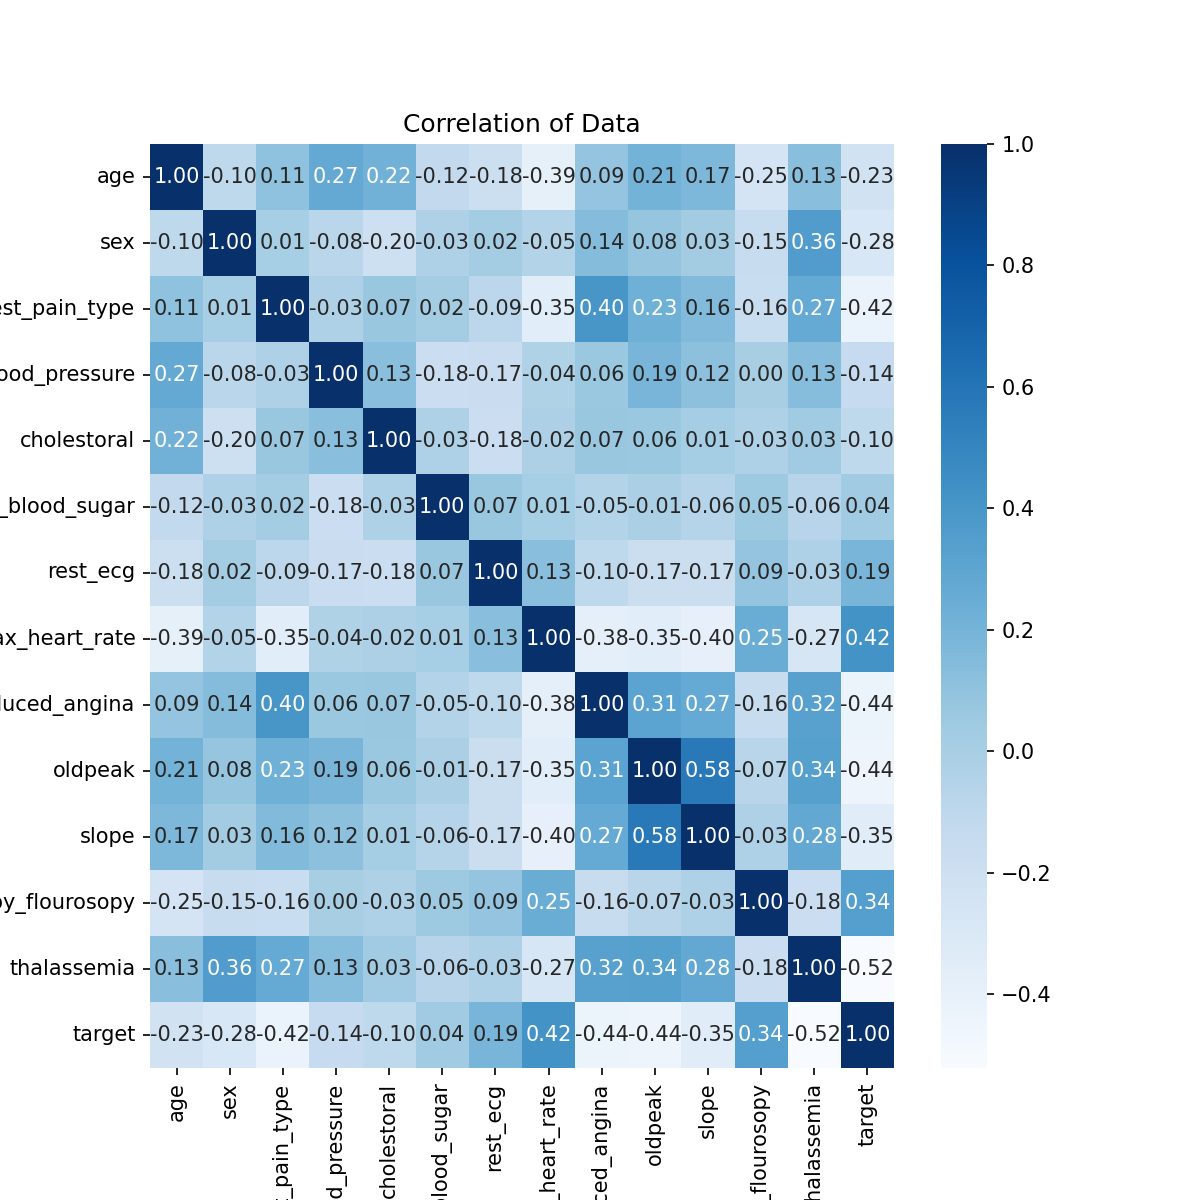 Correlation of Data
age 1.00 -0.10 0.11 0.27 0.22 -0.12 -0.18 -0.39 0.09 0.21 0.17 -0.25 0.13 -0.23
sex -0.10 1.00 0.01 -0.08 -0.20 -0.03 0.02 -0.05 0.14 0.08 0.03 -0.15 0.36 -0.28
est_pain_type 0.11 0.01 1.00 -0.03 0.07 0.02 -0.09 -0.35 0.40 0.23 0.16 -0.16 0.27 -0.42
ood_pressure 0.27 -0.08 -0.03 1.00 0.13 -0.18 -0.17 -0.04 0.06 0.19 0.12 0.00 0.13 -0.14
cholestoral 0.22 -0.20 0.07 0.13 1.00 -0.03 -0.18 -0.02 0.07 0.06 0.01 -0.03 0.03 -0.10
_blood_sugar -0.12 -0.03 0.02 -0.18 -0.03 1.00 0.07 0.01 -0.05 -0.01 -0.06 0.05 -0.06 0.04
rest_ecg -0.18 0.02 -0.09 -0.17 -0.18 0.07 1.00 0.13 -0.10 -0.17 -0.17 0.09 -0.03 0.19
ax_heart_rate -0.39 -0.05 -0.35 -0.04 -0.02 0.01 0.13 1.00 -0.38 -0.35 -0.40 0.25 -0.27 0.42
duced_angina 0.09 0.14 0.40 0.06 0.07 -0.05 -0.10 -0.38 1.00 0.31 0.27 -0.16 0.32 -0.44
oldpeak 0.21 0.08 0.23 0.19 0.06 -0.01 -0.17 -0.35 0.31 1.00 0.58 -0.07 0.34 -0.44
slope 0.17 0.03 0.16 0.12 0.01 -0.06 -0.17 -0.40 0.27 0.58 1.00 -0.03 0.28 -0.35
by_flourosopy -0.25 -0.15 -0.16 0.00 -0.03 0.05 0.09 0.25 -0.16 -0.07 -0.03 1.00 -0.18 0.34
thalassemia 0.13 0.36 0.27 0.13 0.03 -0.06 -0.03 -0.27 0.32 0.34 0.28 -0.18 1.00 -0.52
target -0.23 -0.28 -0.42 -0.14 -0.10 0.04 0.19 0.42 -0.44 -0.44 -0.35 0.34 -0.52 1.00
age
sex
_pain_type
d_pressure
cholestoral
blood_sugar
rest_ecg
_heart_rate
ced_angina
oldpeak
slope
_flourosopy
halassemia
target
1.0
0.8
0.6
0.4
0.2
0.0
−0.2
−0.4